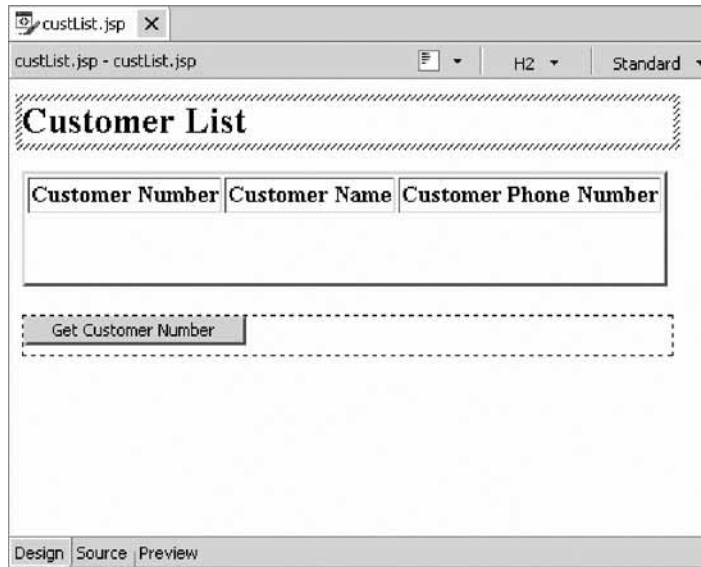 custList.jsp
custList.jsp - custList.jsp H2 Standard
Customer List
Customer Number Customer Name Customer Phone Number
Get Customer Number
Design Source Preview